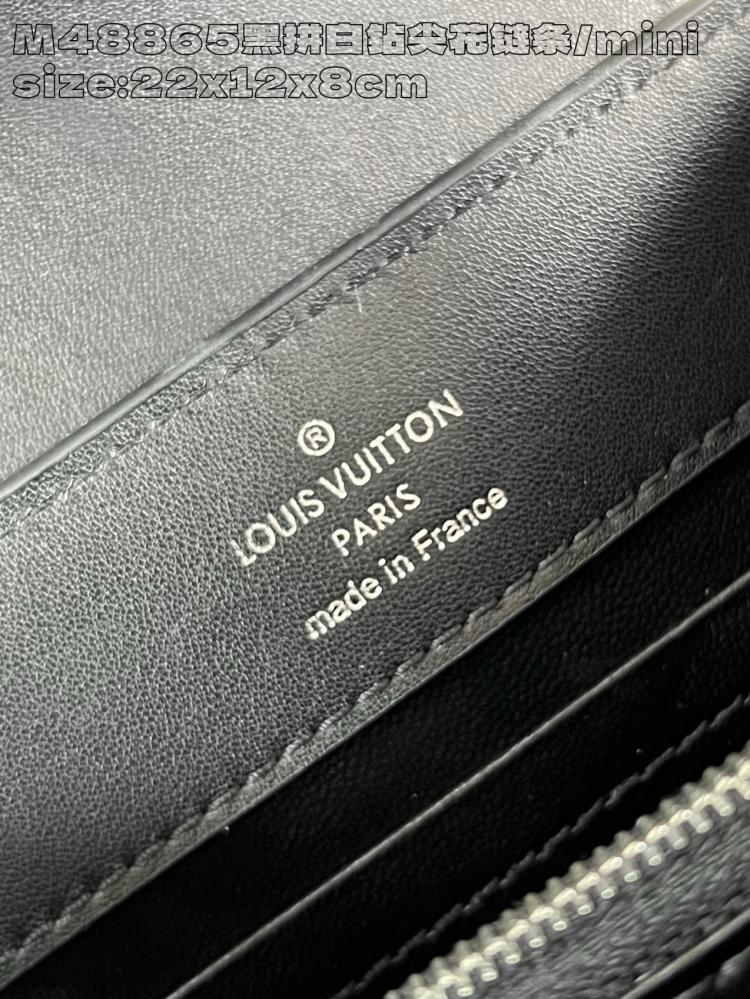 M48865黑拼白钻尖花链条/mini
size:22x12x8cm
®
LOUIS VUITTON
PARIS
made in France